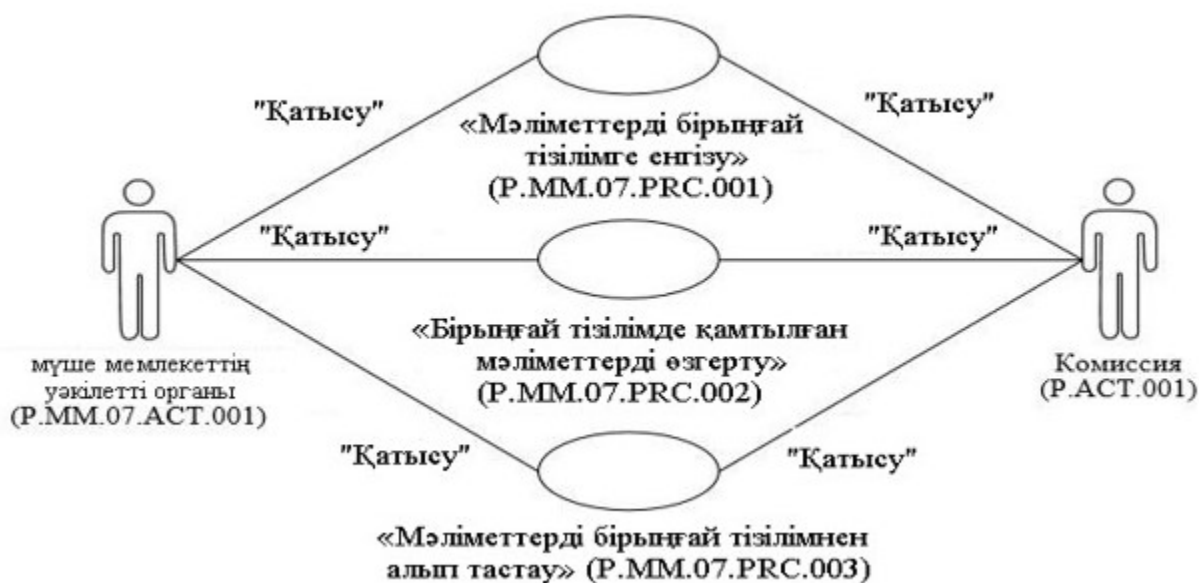 "Қатысу"
"Қатысу"
«Мәліметтерді бірыңғай
тізілімге енгізу»
(P.MM.07.PRC.001)
"Қатысу"
"Қатысу"
«Бірыңғай тізілімде қамтылған
мәліметтерді өзгерту»
(P.MM.07.PRC.002)
мүше мемлекеттің
уәкілетті органы
(P.MM.07.ACT.001)
Комиссия
(P.ACT.001)
"Қатысу"
"Қатысу"
«Мәліметтерді бірыңғай тізілімнен
алып тастау» (P.MM.07.PRC.003)